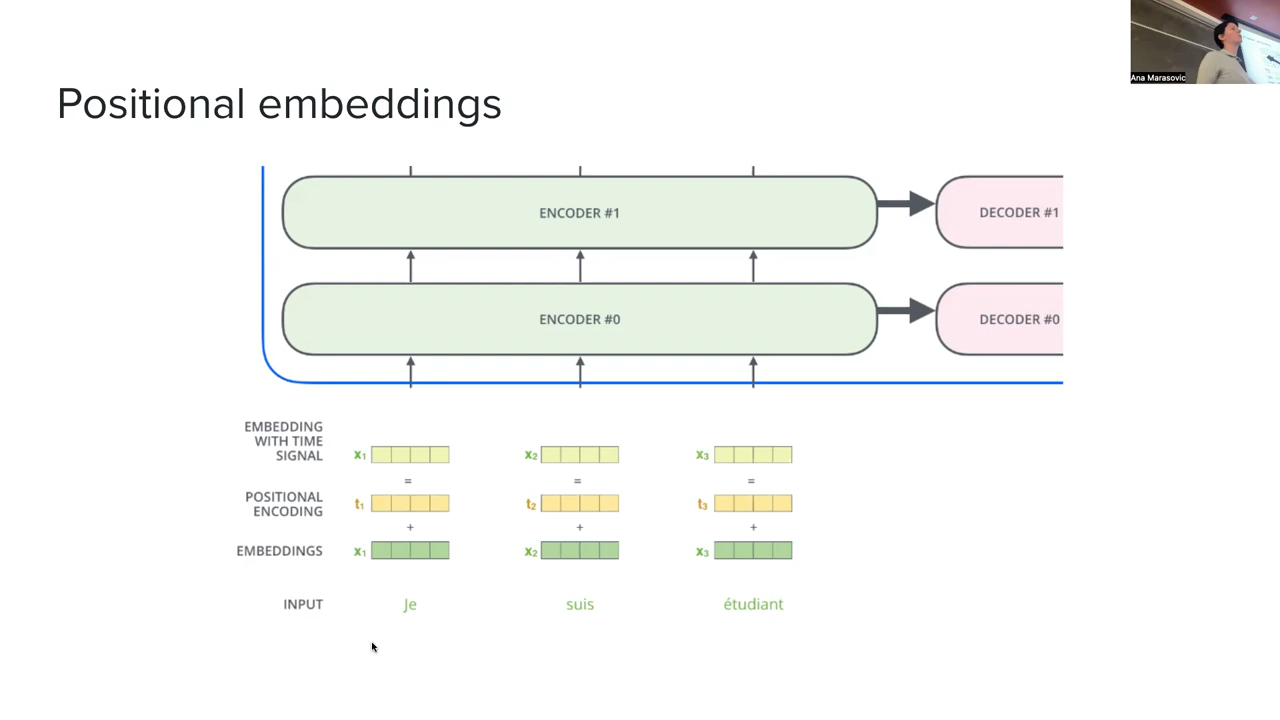 Ana Marasovic
Positional embeddings
ENCODER #1
DECODER #1
ENCODER #0
DECODER #0
EMBEDDING
WITH TIME
SIGNAL
x₁
x₂
x₃
=
=
=
POSITIONAL
ENCODING
t₁
t₂
t₃
+
+
+
EMBEDDINGS
x₁
x₂
x₃
INPUT
Je
suis
étudiant